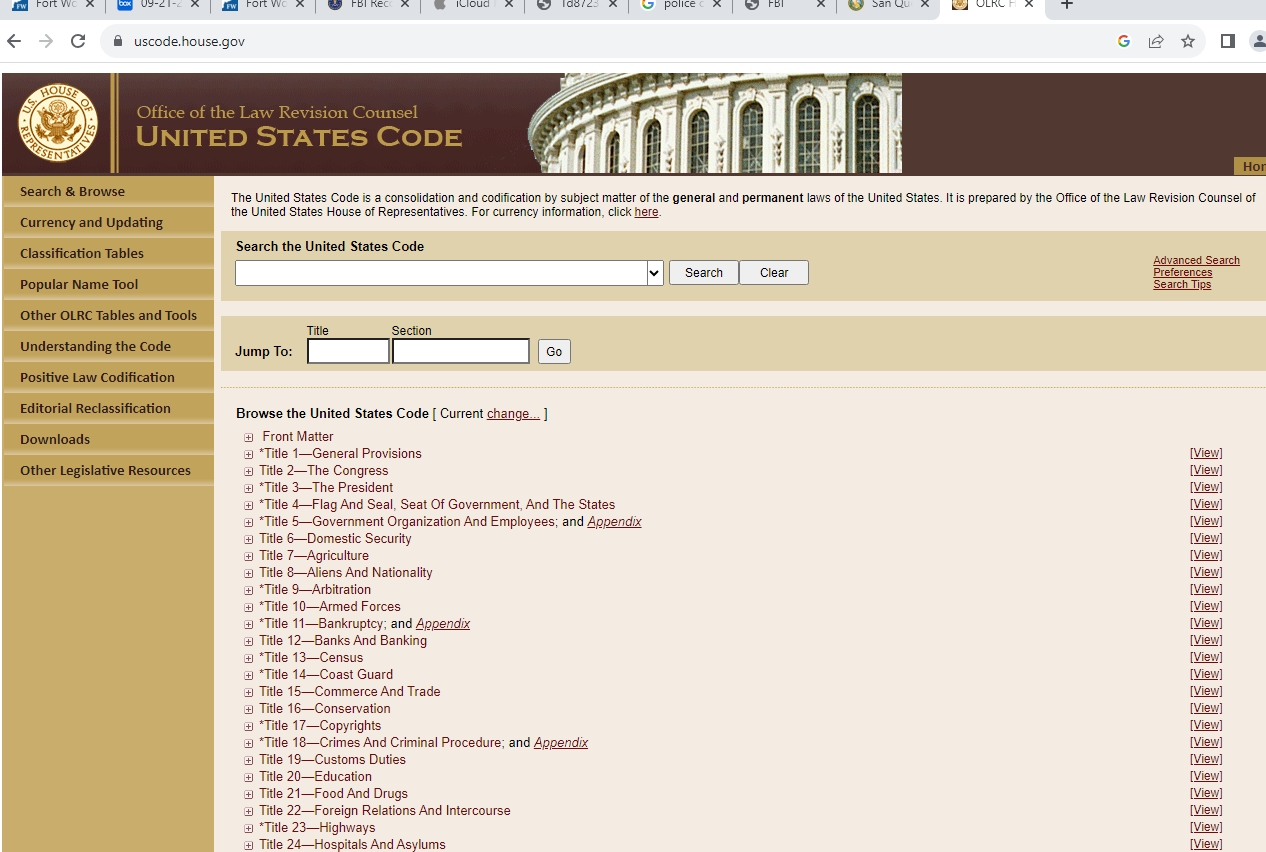 Fort Wo
09-21-2
Fort Wo
FBI Reco
iCloud
1d8723
police c
FBI
San Qu
OLRC H
uscode.house.gov
U.S. HOUSE OF REPRESENTATIVES
Office of the Law Revision Counsel
UNITED STATES CODE
Hor
Search & Browse
Currency and Updating
Classification Tables
Popular Name Tool
Other OLRC Tables and Tools
Understanding the Code
Positive Law Codification
Editorial Reclassification
Downloads
Other Legislative Resources
The United States Code is a consolidation and codification by subject matter of the general and permanent laws of the United States. It is prepared by the Office of the Law Revision Counsel of
the United States House of Representatives. For currency information, click here.
Search the United States Code
Search Clear
Advanced Search
Preferences
Search Tips
Title Section
Jump To: Go
Browse the United States Code [ Current change... ]
Front Matter
*Title 1—General Provisions [View]
Title 2—The Congress [View]
*Title 3—The President [View]
*Title 4—Flag And Seal, Seat Of Government, And The States [View]
*Title 5—Government Organization And Employees; and Appendix [View]
Title 6—Domestic Security [View]
Title 7—Agriculture [View]
Title 8—Aliens And Nationality [View]
*Title 9—Arbitration [View]
*Title 10—Armed Forces [View]
*Title 11—Bankruptcy; and Appendix [View]
Title 12—Banks And Banking [View]
*Title 13—Census [View]
*Title 14—Coast Guard [View]
Title 15—Commerce And Trade [View]
Title 16—Conservation [View]
*Title 17—Copyrights [View]
*Title 18—Crimes And Criminal Procedure; and Appendix [View]
Title 19—Customs Duties [View]
Title 20—Education [View]
Title 21—Food And Drugs [View]
Title 22—Foreign Relations And Intercourse [View]
*Title 23—Highways [View]
Title 24—Hospitals And Asylums [View]